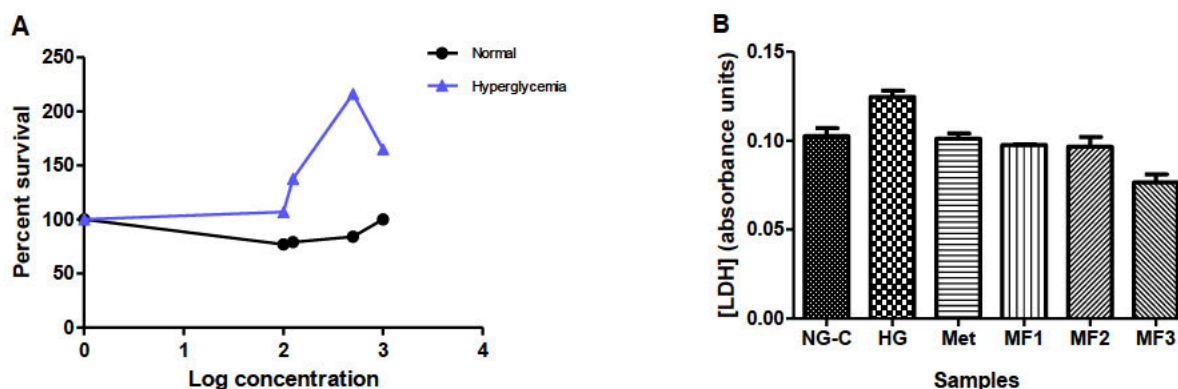 A
Percent survival
250
200
150
100
50
0
0 1 2 3 4
Log concentration
Normal
Hyperglycemia
B
[LDH] (absorbance units)
0.15
0.10
0.05
0.00
NG-C HG Met MF1 MF2 MF3
Samples